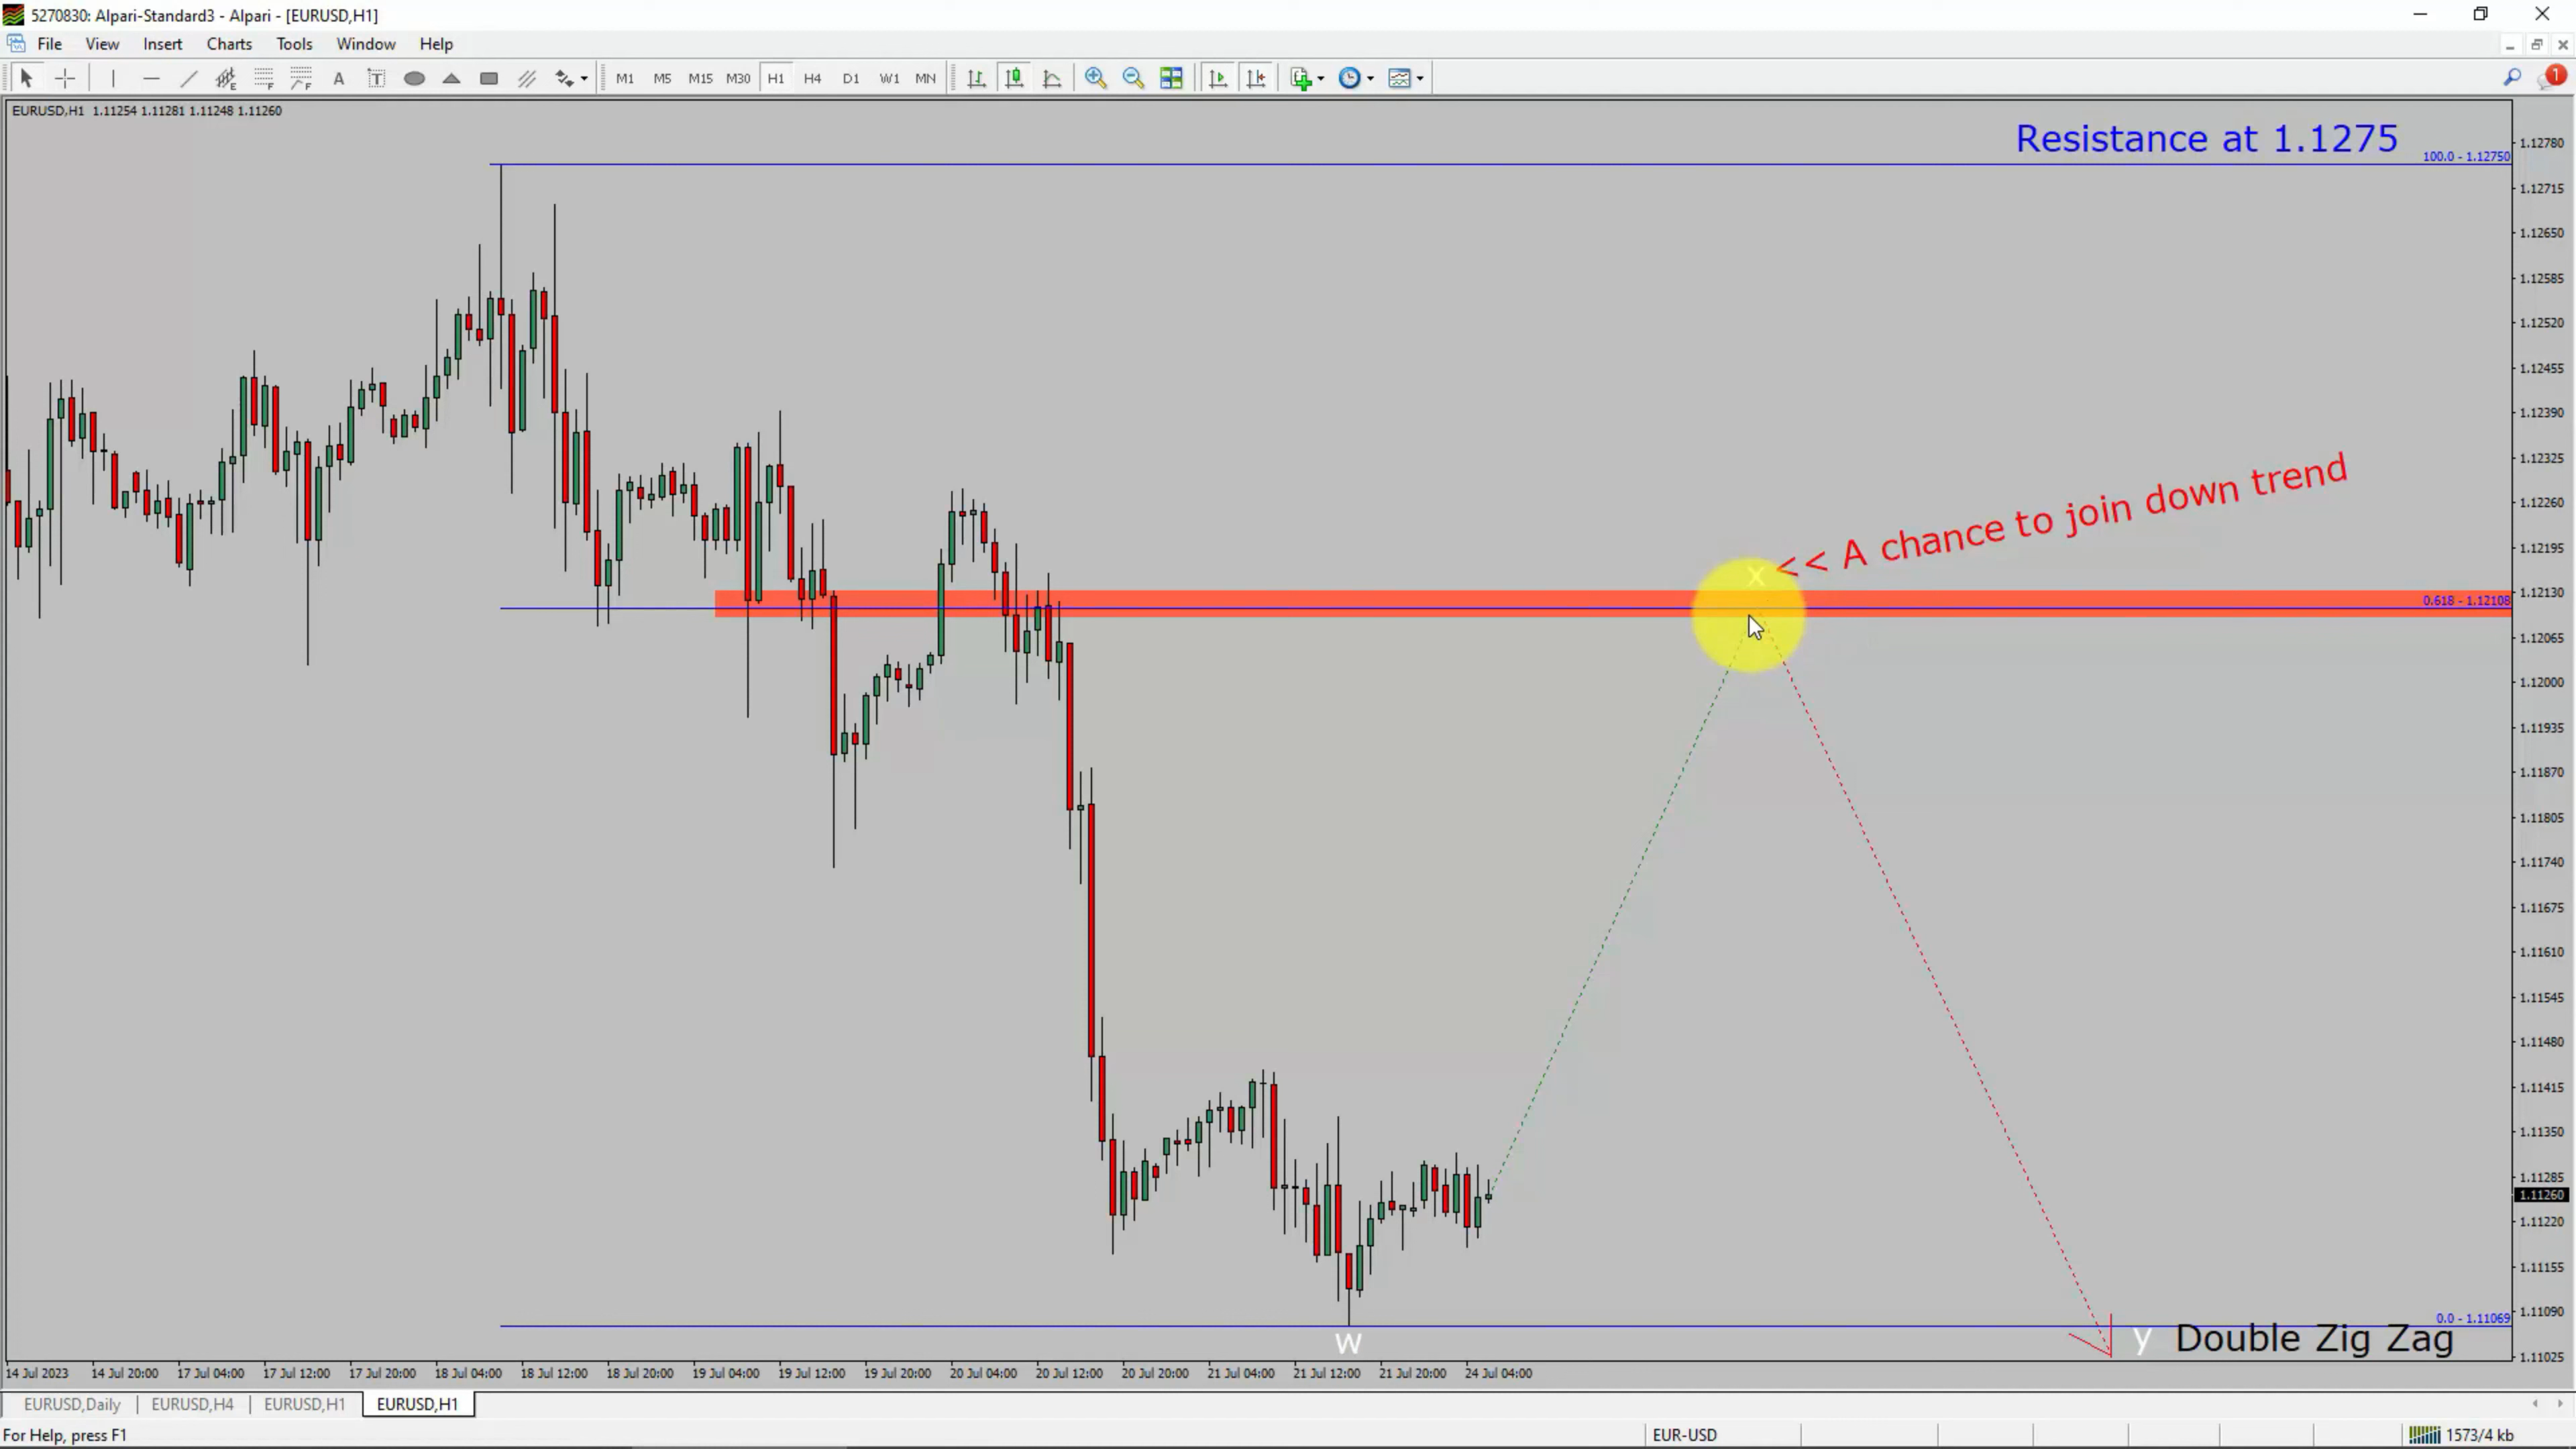 5270830: Alpari-Standard3 - Alpari - [EURUSD,H1]
File View Insert Charts Tools Window Help
A T M1 M5 M15 M30 H1 H4 D1 W1 MN 1
EURUSD,H1 1.11254 1.11281 1.11248 1.11260
Resistance at 1.1275
100.0 - 1.12750
1.12780
1.12715
1.12650
1.12585
1.12520
1.12455
1.12390
1.12325
1.12260
1.12195
1.12130
1.12065
1.12000
1.11935
1.11870
1.11805
1.11740
1.11675
1.11610
1.11545
1.11480
1.11415
1.11350
1.11285
1.11260
1.11220
1.11155
1.11090
1.11025
x << A chance to join down trend
0.618 - 1.12108
0.0 - 1.11069
w
y Double Zig Zag
14 Jul 2023 14 Jul 20:00 17 Jul 04:00 17 Jul 12:00 17 Jul 20:00 18 Jul 04:00 18 Jul 12:00 18 Jul 20:00 19 Jul 04:00 19 Jul 12:00 19 Jul 20:00 20 Jul 04:00 20 Jul 12:00 20 Jul 20:00 21 Jul 04:00 21 Jul 12:00 21 Jul 20:00 24 Jul 04:00
EURUSD,Daily EURUSD,H4 EURUSD,H1 EURUSD,H1
For Help, press F1 EUR-USD 1573/4 kb